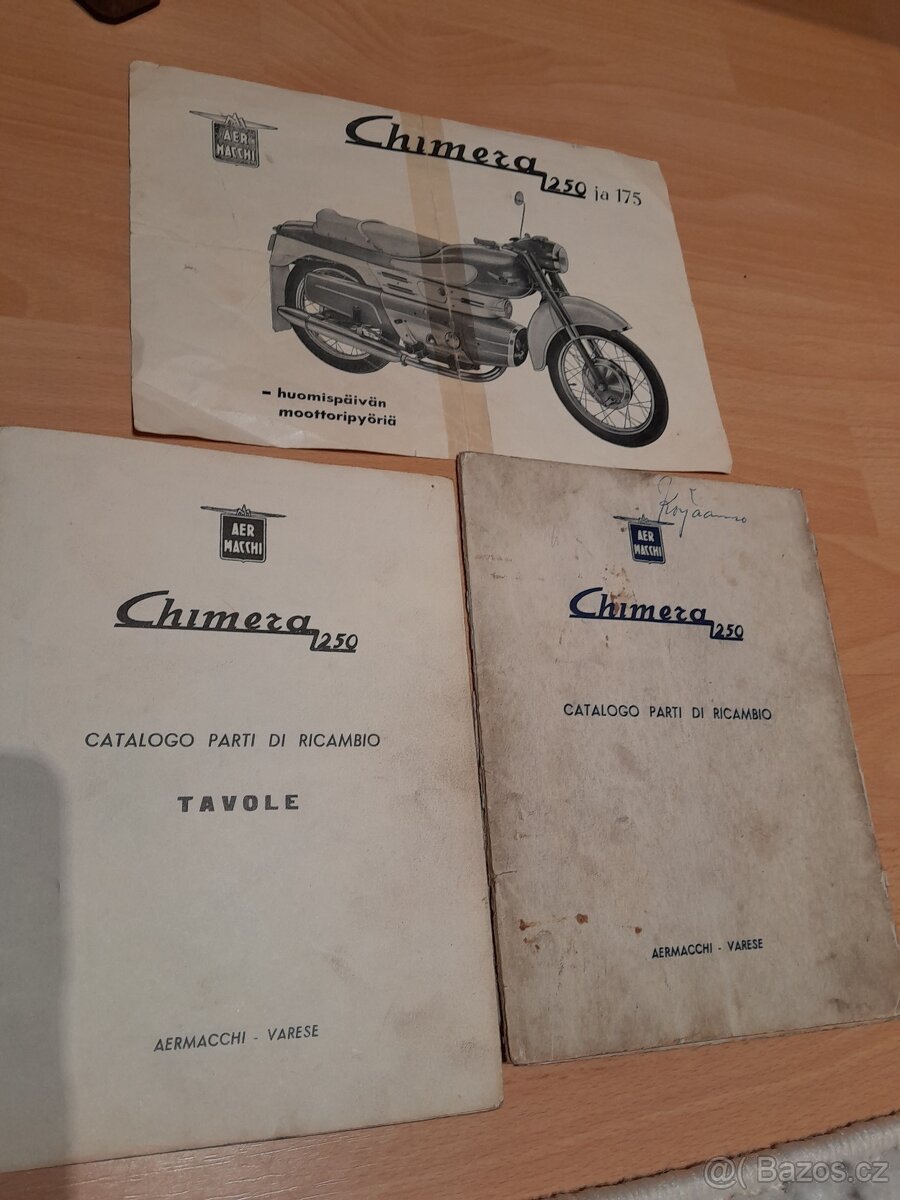 AER
MACCHI
Chimera 250 ja 175
– huomispäivän
moottoripyöriä
AER
MACCHI
Chimera 250
CATALOGO PARTI DI RICAMBIO
TAVOLE
AERMACCHI - VARESE
AER
MACCHI
Chimera 250
CATALOGO PARTI DI RICAMBIO
AERMACCHI - VARESE
@() Bazos.cz